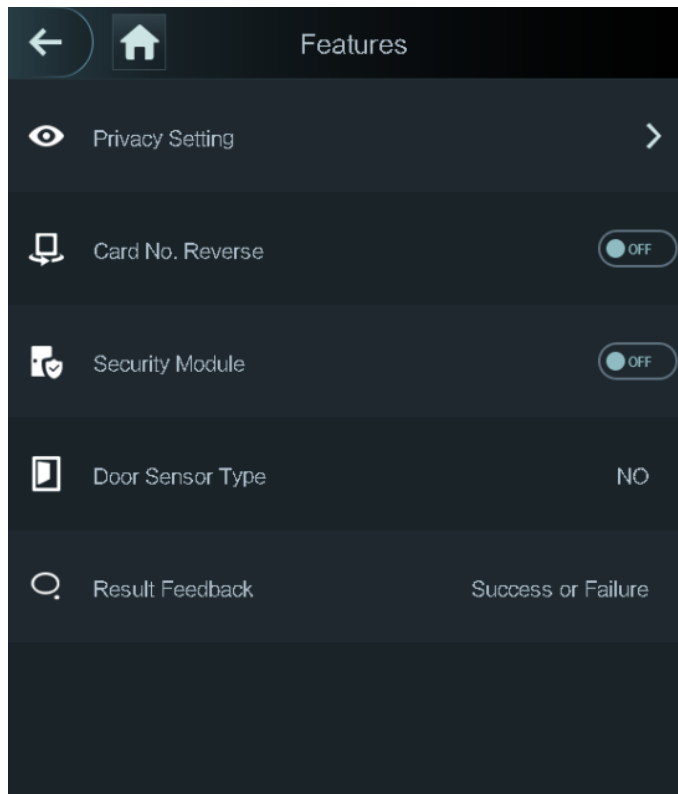 Features
Privacy Setting
Card No. Reverse
OFF
Security Module
OFF
Door Sensor Type
NO
Result Feedback
Success or Failure